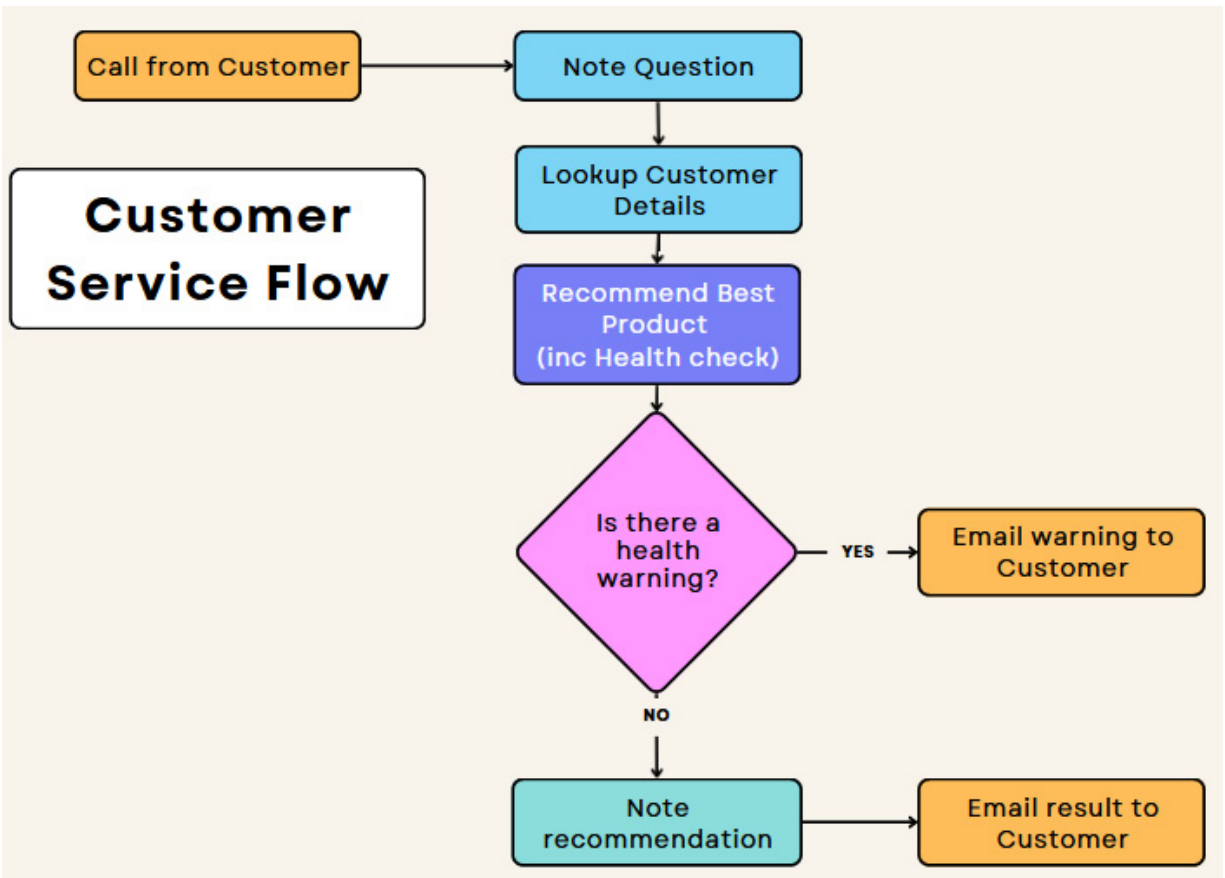 Call from Customer
Note Question
Customer
Service Flow
Lookup Customer
Details
Recommend Best
Product
(inc Health check)
Is there a
health
warning?
YES
Email warning to
Customer
NO
Note
recommendation
Email result to
Customer